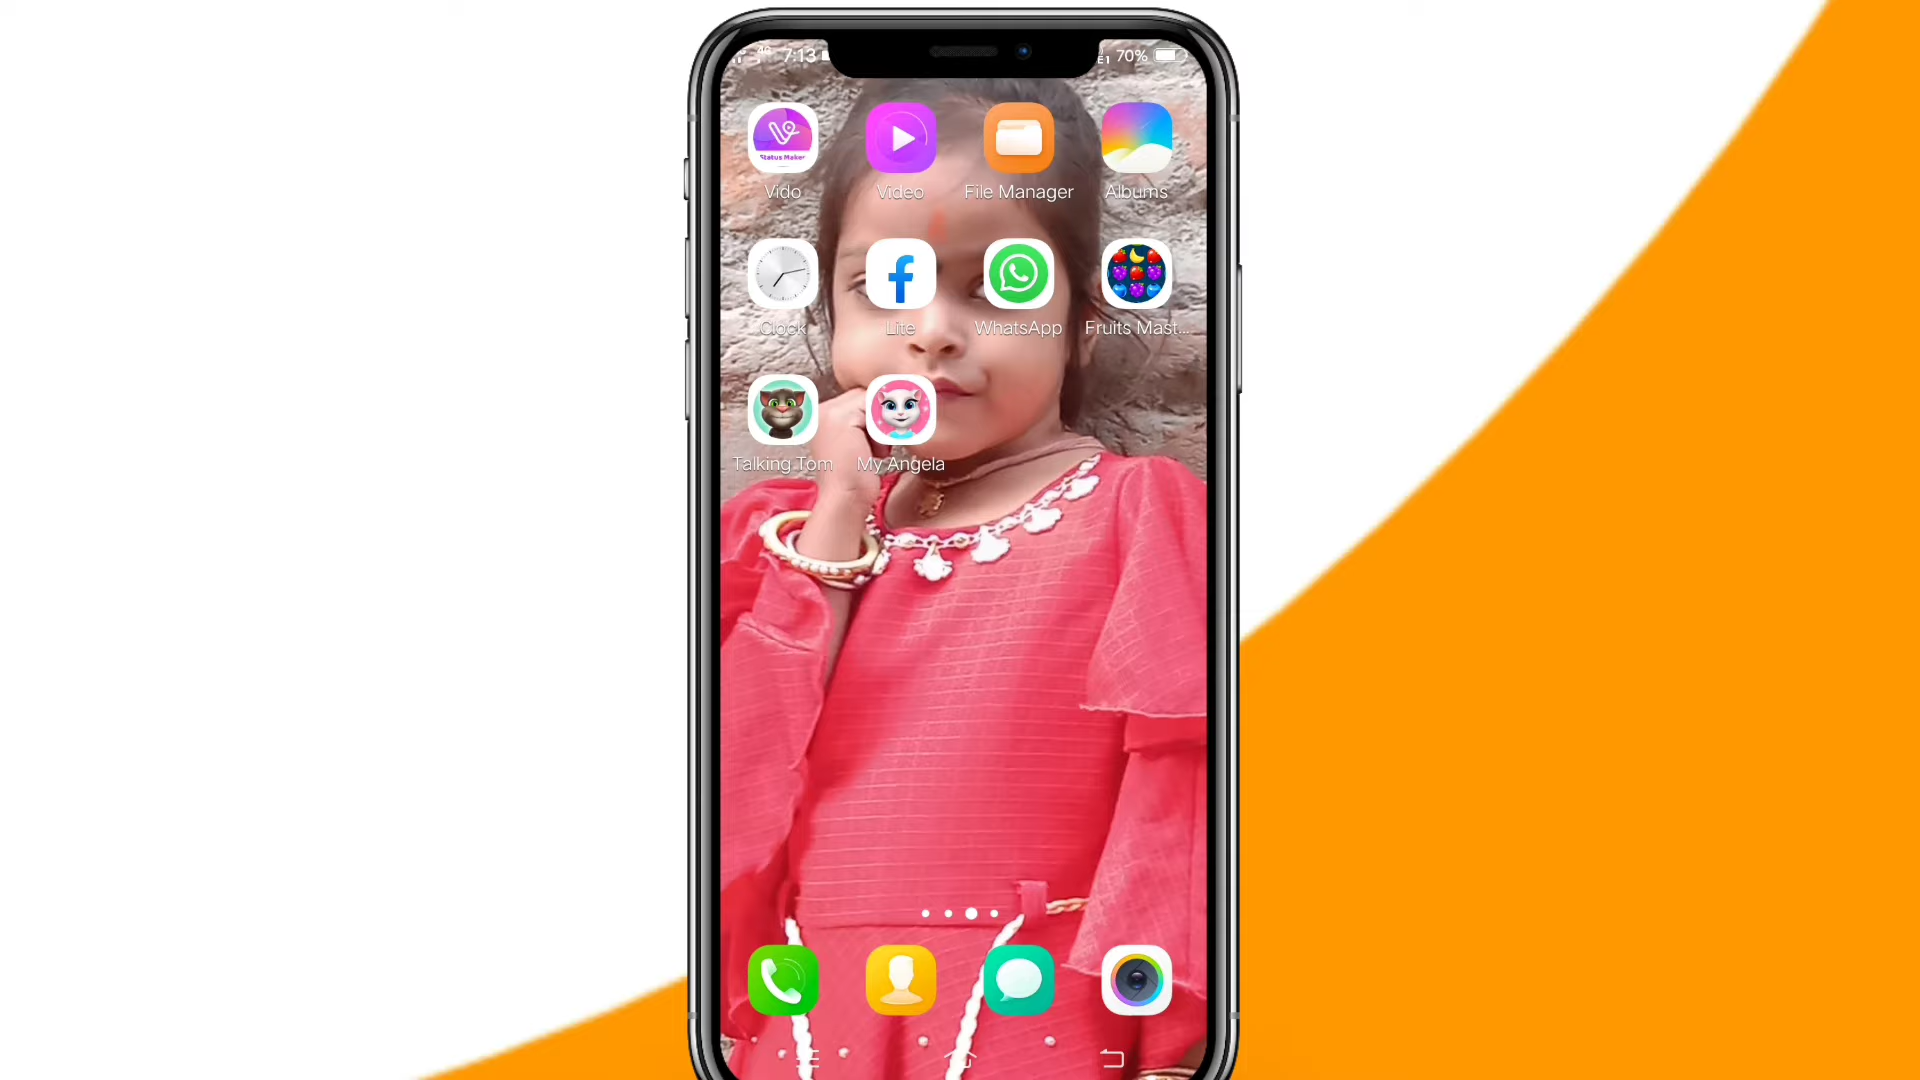 4G 7:13 70%
Status Maker
Vido Video File Manager Albums
Clock Lite WhatsApp Fruits Mast...
Talking Tom My Angela